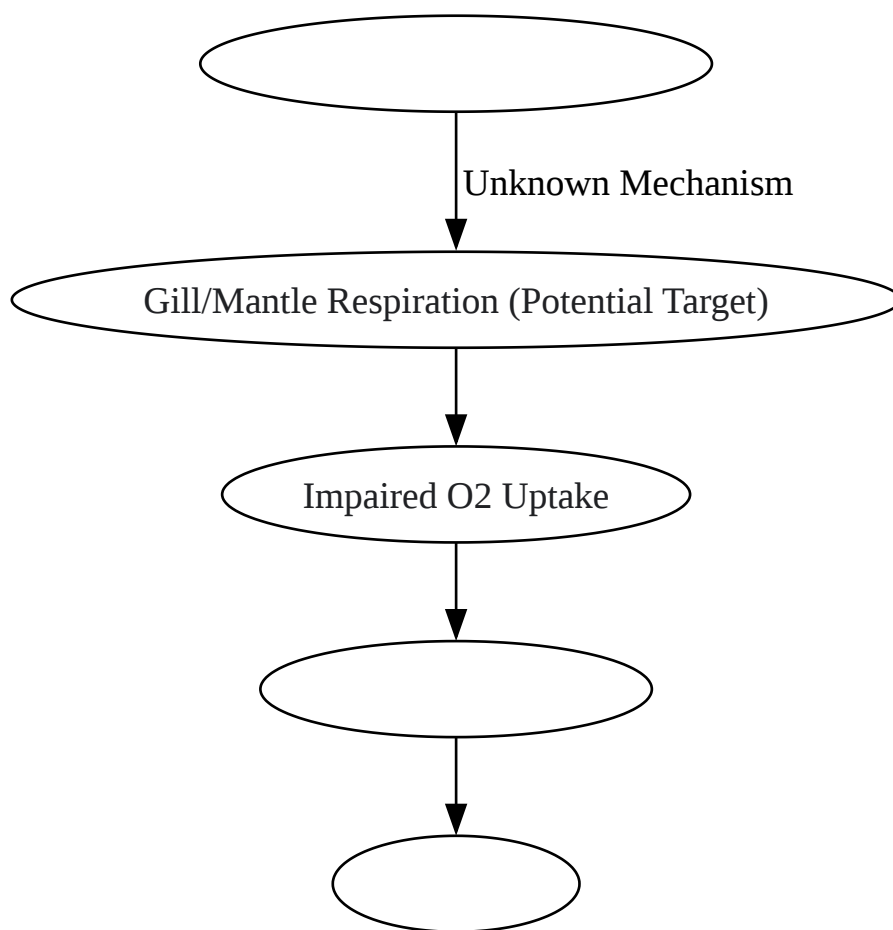 Unknown Mechanism
Gill/Mantle Respiration (Potential Target)
Impaired O2 Uptake